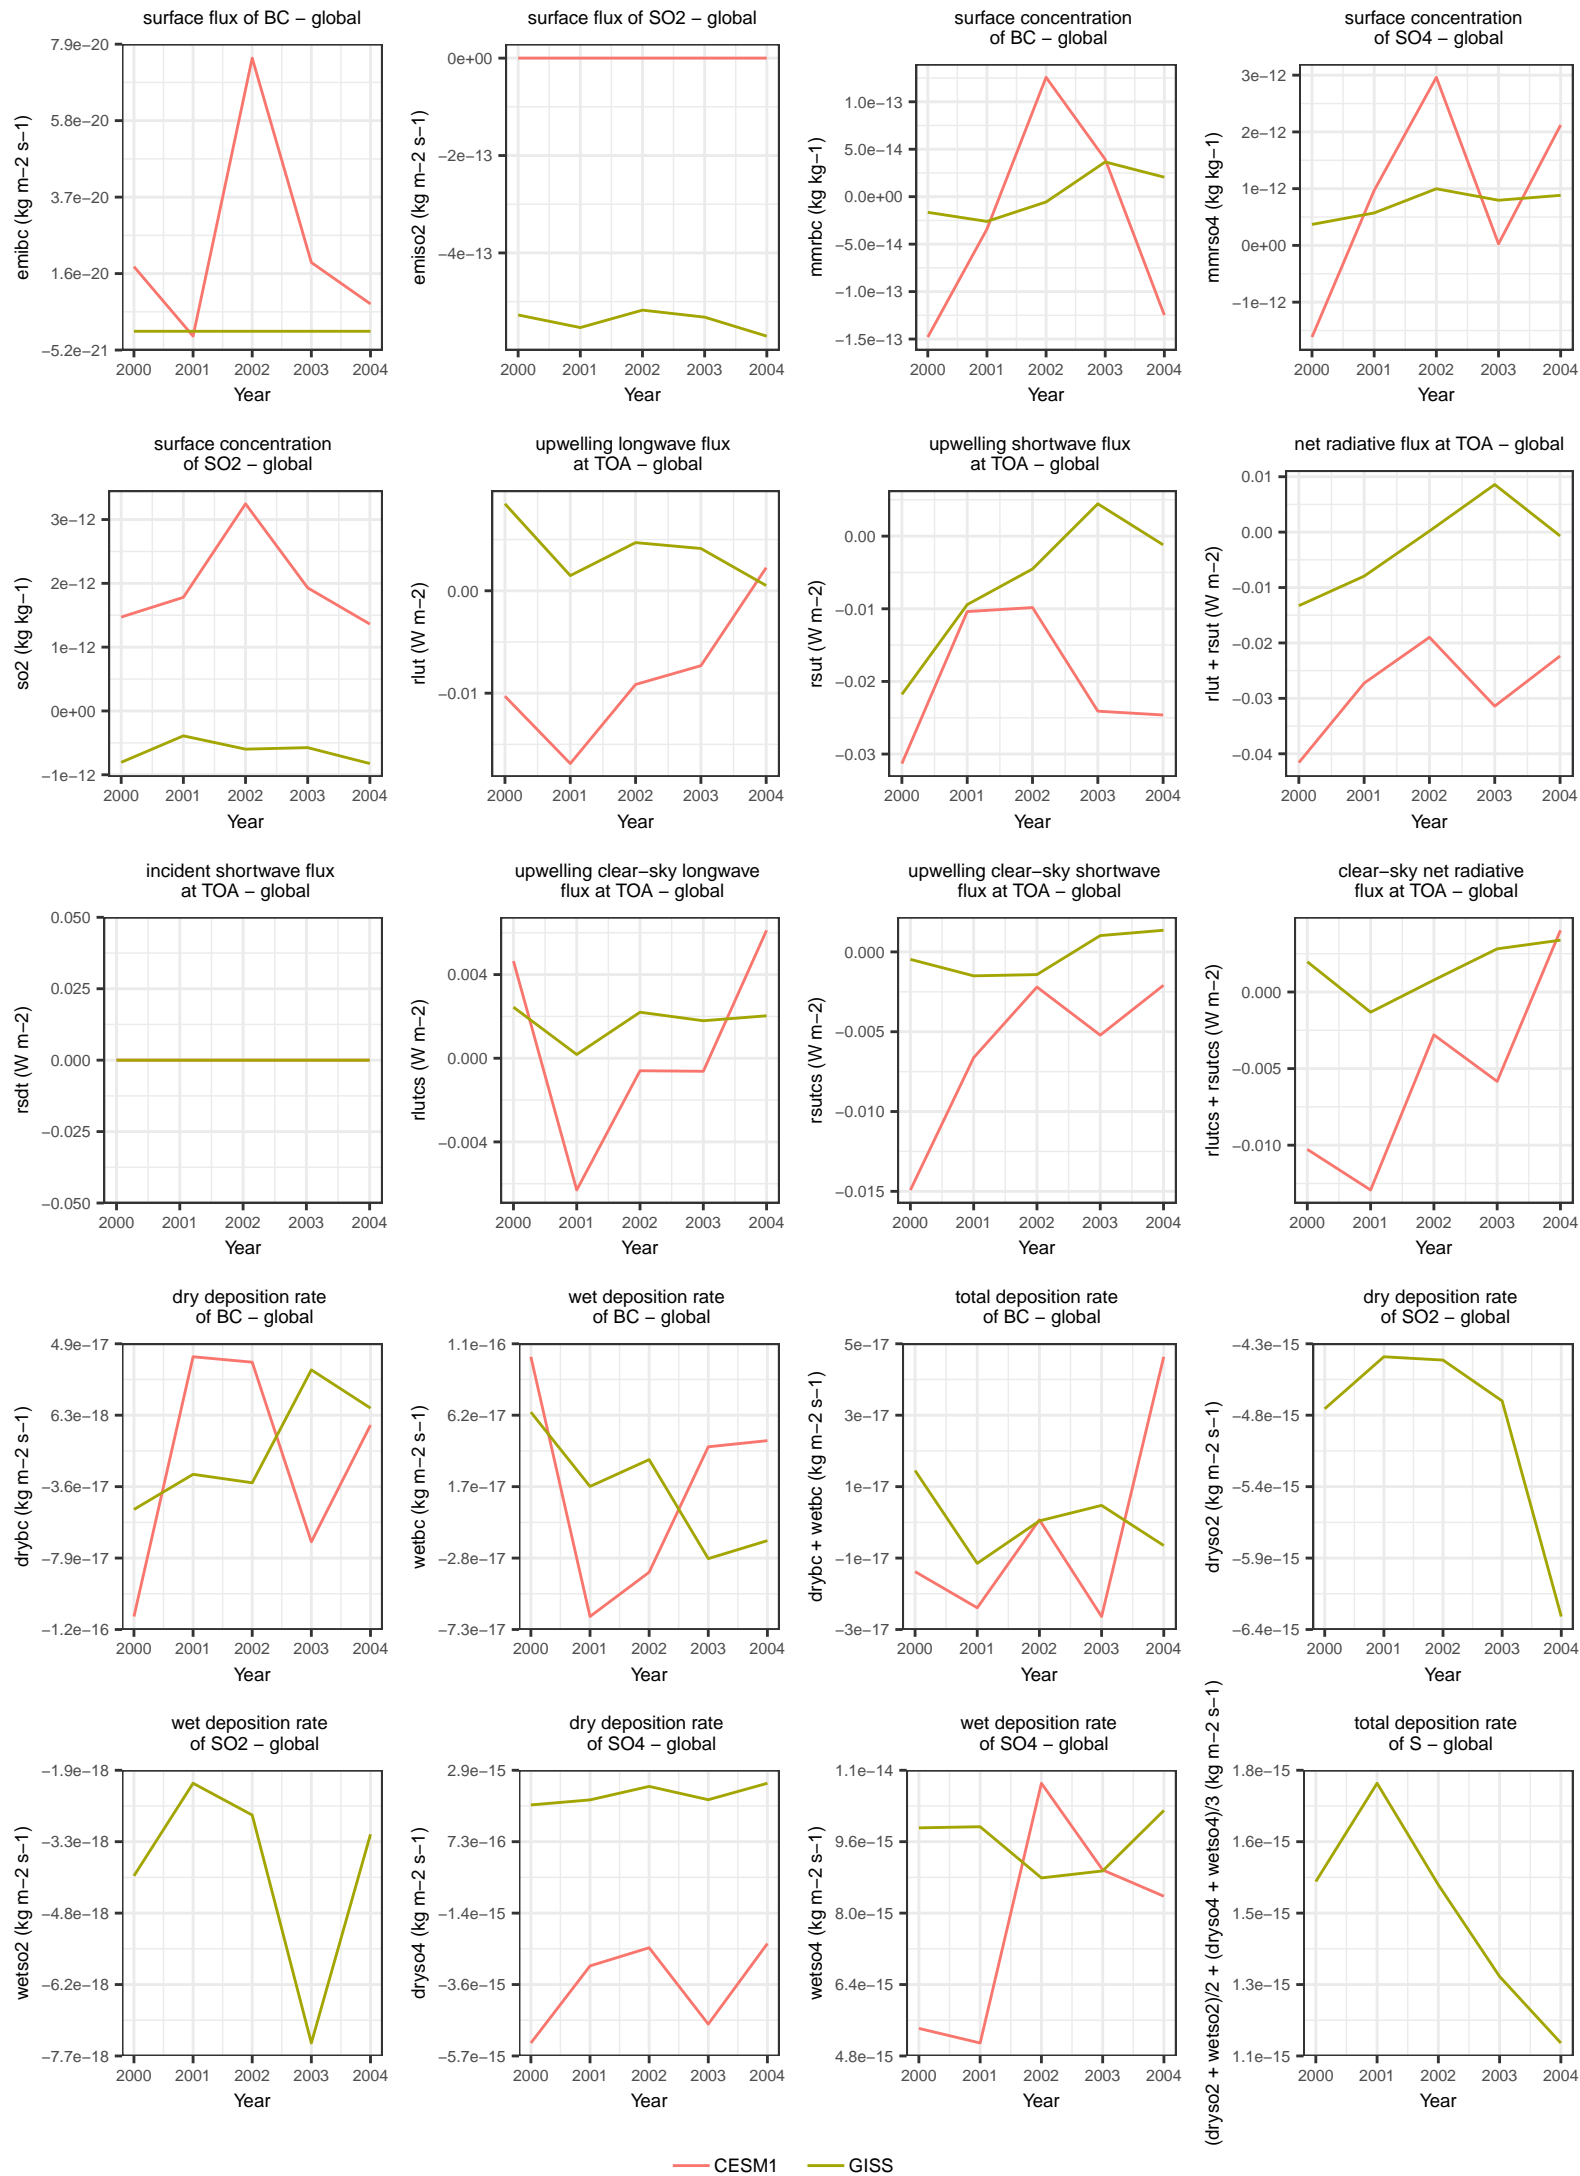 surface flux of BC − global
7.9e−20
5.8e−20
3.7e−20
1.6e−20
−5.2e−21
emibc (kg m−2 s−1)
2000 2001 2002 2003 2004
Year
surface flux of SO2 − global
0e+00
−2e−13
−4e−13
emiso2 (kg m−2 s−1)
2000 2001 2002 2003 2004
Year
surface concentration
of BC − global
1.0e−13
5.0e−14
0.0e+00
−5.0e−14
−1.0e−13
−1.5e−13
mmrbc (kg kg−1)
2000 2001 2002 2003 2004
Year
surface concentration
of SO4 − global
3e−12
2e−12
1e−12
0e+00
−1e−12
mmrso4 (kg kg−1)
2000 2001 2002 2003 2004
Year
surface concentration
of SO2 − global
3e−12
2e−12
1e−12
0e+00
−1e−12
so2 (kg kg−1)
2000 2001 2002 2003 2004
Year
upwelling longwave flux
at TOA − global
0.00
−0.01
rlut (W m−2)
2000 2001 2002 2003 2004
Year
upwelling shortwave flux
at TOA − global
0.00
−0.01
−0.02
−0.03
rsut (W m−2)
2000 2001 2002 2003 2004
Year
net radiative flux at TOA − global
0.01
0.00
−0.01
−0.02
−0.03
−0.04
rlut + rsut (W m−2)
2000 2001 2002 2003 2004
Year
incident shortwave flux
at TOA − global
0.050
0.025
0.000
−0.025
−0.050
rsdt (W m−2)
2000 2001 2002 2003 2004
Year
upwelling clear−sky longwave
flux at TOA − global
0.004
0.000
−0.004
rlutcs (W m−2)
2000 2001 2002 2003 2004
Year
upwelling clear−sky shortwave
flux at TOA − global
0.000
−0.005
−0.010
−0.015
rsutcs (W m−2)
2000 2001 2002 2003 2004
Year
clear−sky net radiative
flux at TOA − global
0.000
−0.005
−0.010
rlutcs + rsutcs (W m−2)
2000 2001 2002 2003 2004
Year
dry deposition rate
of BC − global
4.9e−17
6.3e−18
−3.6e−17
−7.9e−17
−1.2e−16
drybc (kg m−2 s−1)
2000 2001 2002 2003 2004
Year
wet deposition rate
of BC − global
1.1e−16
6.2e−17
1.7e−17
−2.8e−17
−7.3e−17
wetbc (kg m−2 s−1)
2000 2001 2002 2003 2004
Year
total deposition rate
of BC − global
5e−17
3e−17
1e−17
−1e−17
−3e−17
drybc + wetbc (kg m−2 s−1)
2000 2001 2002 2003 2004
Year
dry deposition rate
of SO2 − global
−4.3e−15
−4.8e−15
−5.4e−15
−5.9e−15
−6.4e−15
dryso2 (kg m−2 s−1)
2000 2001 2002 2003 2004
Year
wet deposition rate
of SO2 − global
−1.9e−18
−3.3e−18
−4.8e−18
−6.2e−18
−7.7e−18
wetso2 (kg m−2 s−1)
2000 2001 2002 2003 2004
Year
dry deposition rate
of SO4 − global
2.9e−15
7.3e−16
−1.4e−15
−3.6e−15
−5.7e−15
dryso4 (kg m−2 s−1)
2000 2001 2002 2003 2004
Year
wet deposition rate
of SO4 − global
1.1e−14
9.6e−15
8.0e−15
6.4e−15
4.8e−15
wetso4 (kg m−2 s−1)
2000 2001 2002 2003 2004
Year
total deposition rate
of S − global
1.8e−15
1.6e−15
1.5e−15
1.3e−15
1.1e−15
(dryso2 + wetso2)/2 + (dryso4 + wetso4)/3 (kg m−2 s−1)
2000 2001 2002 2003 2004
Year
CESM1 GISS